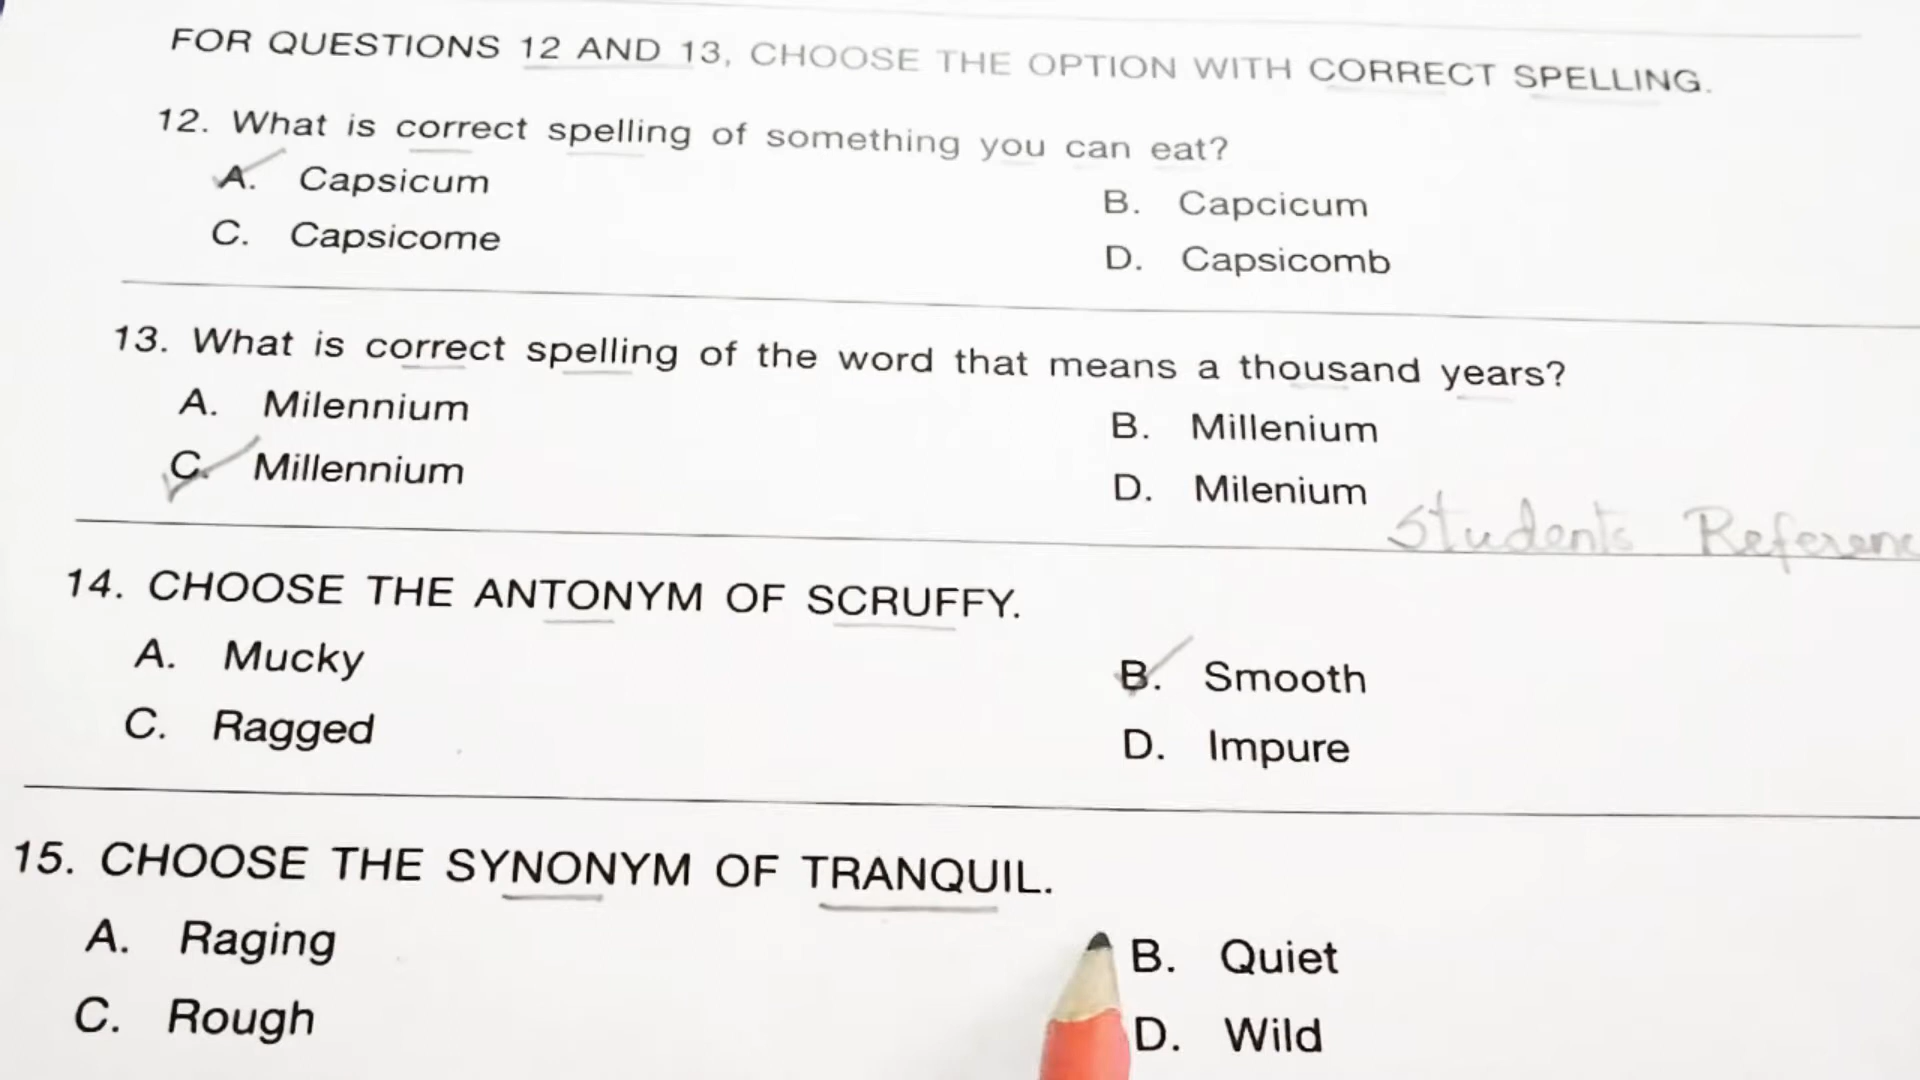 FOR QUESTIONS 12 AND 13, CHOOSE THE OPTION WITH CORRECT SPELLING.
12. What is correct spelling of something you can eat?
A. Capsicum
B. Capcicum
C. Capsicome
D. Capsicomb
13. What is correct spelling of the word that means a thousand years?
A. Milennium
B. Millenium
C. Millennium
D. Milenium
Students Referenc
14. CHOOSE THE ANTONYM OF SCRUFFY.
A. Mucky
B. Smooth
C. Ragged
D. Impure
15. CHOOSE THE SYNONYM OF TRANQUIL.
A. Raging
B. Quiet
C. Rough
D. Wild